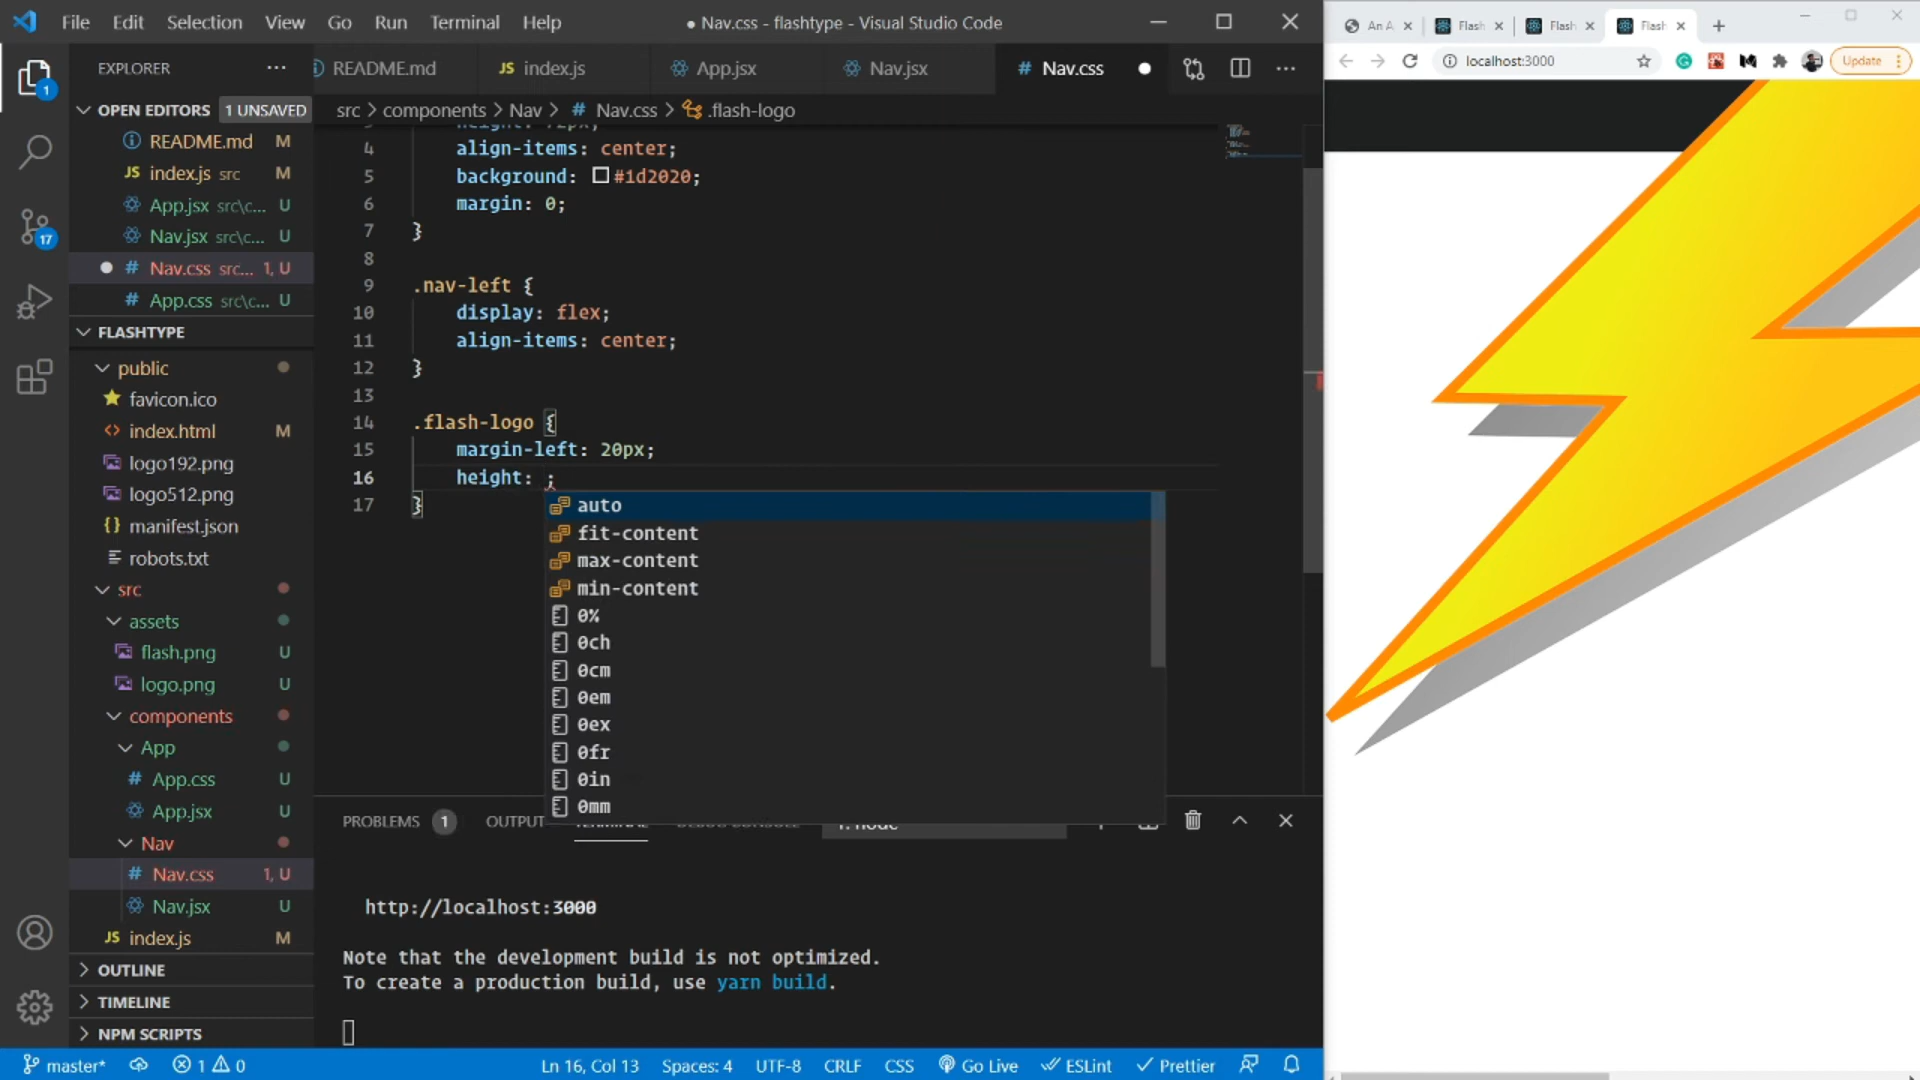 File Edit Selection View Go Run Terminal Help
● Nav.css - flashtype - Visual Studio Code
EXPLORER
README.md
JS index.js
App.jsx
Nav.jsx
# Nav.css
OPEN EDITORS 1 UNSAVED
README.md M
JS index.js src M
App.jsx src\c... U
Nav.jsx src\c... U
# Nav.css src... 1, U
# App.css src\c... U
FLASHTYPE
public
favicon.ico
<> index.html M
logo192.png
logo512.png
{} manifest.json
robots.txt
src
assets
flash.png U
logo.png U
components
App
# App.css U
App.jsx U
Nav
# Nav.css 1, U
Nav.jsx U
JS index.js M
OUTLINE
TIMELINE
NPM SCRIPTS
src > components > Nav > # Nav.css > .flash-logo
4 align-items: center;
5 background: #1d2020;
6 margin: 0;
7 }
8
9 .nav-left {
10 display: flex;
11 align-items: center;
12 }
13
14 .flash-logo {
15 margin-left: 20px;
16 height: ;
17 }
auto
fit-content
max-content
min-content
0%
0ch
0cm
0em
0ex
0fr
0in
0mm
PROBLEMS 1 OUTPUT
http://localhost:3000
Note that the development build is not optimized.
To create a production build, use yarn build.
master* 1 0
Ln 16, Col 13 Spaces: 4 UTF-8 CRLF CSS Go Live ESLint Prettier
An A Flash Flash Flash
localhost:3000
Update
1
17